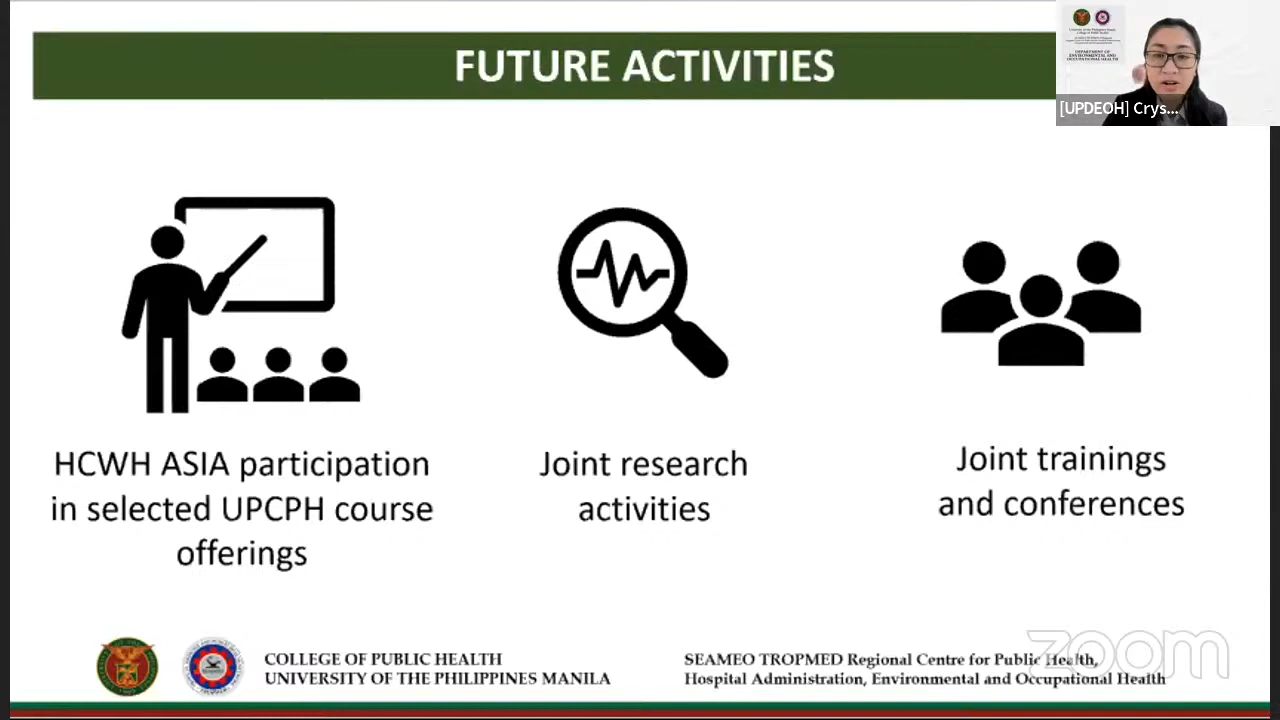 FUTURE ACTIVITIES
DEPARTMENT OF
ENVIRONMENTAL AND
OCCUPATIONAL HEALTH
[UPDEOH] Crys...
HCWH ASIA participation
in selected UPCPH course
offerings
Joint research
activities
Joint trainings
and conferences
COLLEGE OF PUBLIC HEALTH
UNIVERSITY OF THE PHILIPPINES MANILA
SEAMEO TROPMED Regional Centre for Public Health,
Hospital Administration, Environmental and Occupational Health
zoom